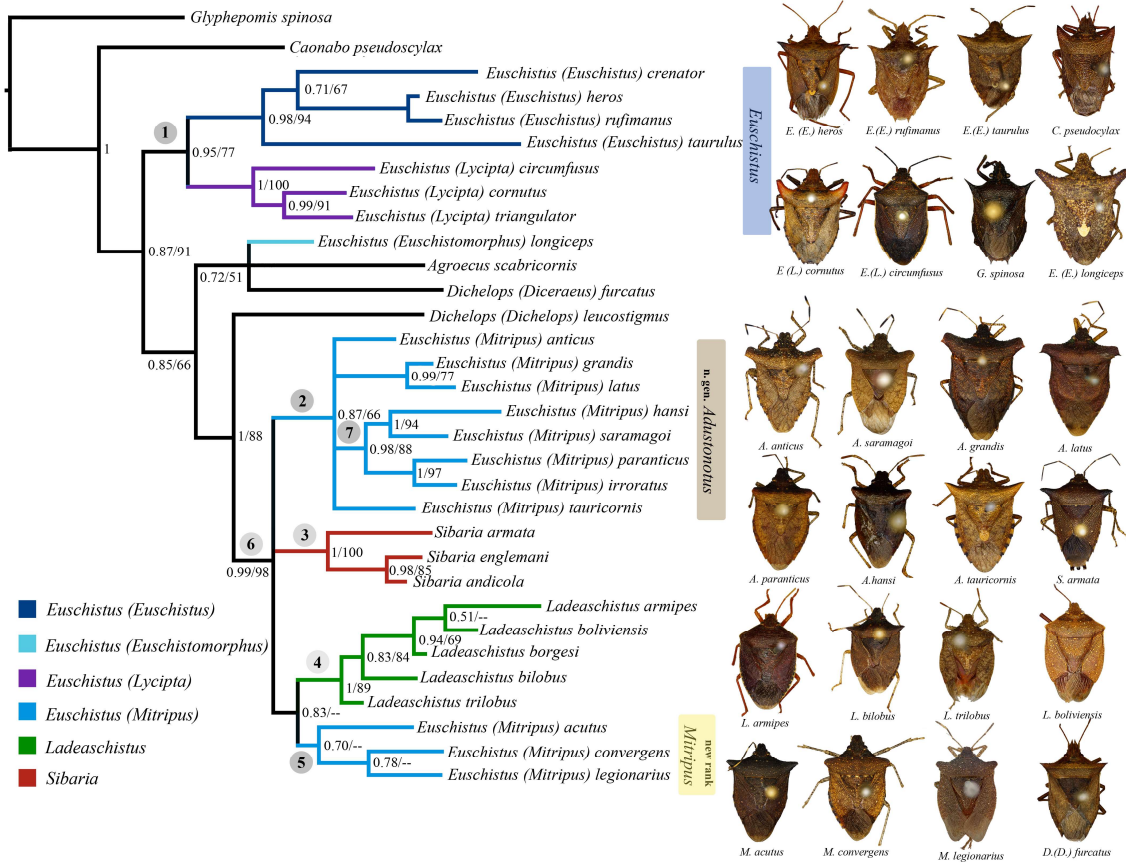 Glyphepomis spinosa
Caonabo pseudoscylax
Euschistus (Euschistus) crenator
0.71/67
Euschistus (Euschistus) heros
Euschistus (Euschistus) rufimanus
0.98/94
1
Euschistus (Euschistus) taurulus
1
0.95/77
Euschistus (Lycipta) circumfusus
1/100
Euschistus (Lycipta) cornutus
0.99/91
Euschistus (Lycipta) triangulator
0.87/91
Euschistus (Euschistomorphus) longiceps
Agroecus scabricornis
0.72/51
Dichelops (Diceraeus) furcatus
Dichelops (Dichelops) leucostigmus
Euschistus (Mitripus) anticus
0.85/66
Euschistus (Mitripus) grandis
0.99/77
Euschistus (Mitripus) latus
2
0.87/66
Euschistus (Mitripus) hansi
1/94
7
Euschistus (Mitripus) saramagoi
1/88
0.98/88
Euschistus (Mitripus) paranticus
1/97
Euschistus (Mitripus) irroratus
Euschistus (Mitripus) tauricornis
Sibaria armata
3
6
1/100
Sibaria englemani
0.99/98
0.98/85
Sibaria andicola
Ladeaschistus armipes
0.51/--
Ladeaschistus boliviensis
0.94/69
Ladeaschistus borgesi
4
0.83/84
Ladeaschistus bilobus
1/89
Ladeaschistus trilobus
0.83/--
Euschistus (Mitripus) acutus
0.70/--
Euschistus (Mitripus) convergens
5
0.78/--
Euschistus (Mitripus) legionarius
Euschistus (Euschistus)
Euschistus (Euschistomorphus)
Euschistus (Lycipta)
Euschistus (Mitripus)
Ladeaschistus
Sibaria
Euschistus
n. gen. Adustonotus
new rank
Mitripus
E. (E.) heros
E.(E.) rufimanus
E.(E.) taurulus
C. pseudocylax
E (L.) cornutus
E.(L.) circumfusus
G. spinosa
E. (E.) longiceps
A. anticus
A. saramagoi
A. grandis
A. latus
A. paranticus
A.hansi
A. tauricornis
S. armata
L. armipes
L. bilobus
L. trilobus
L. boliviensis
M. acutus
M. convergens
M. legionarius
D.(D.) furcatus